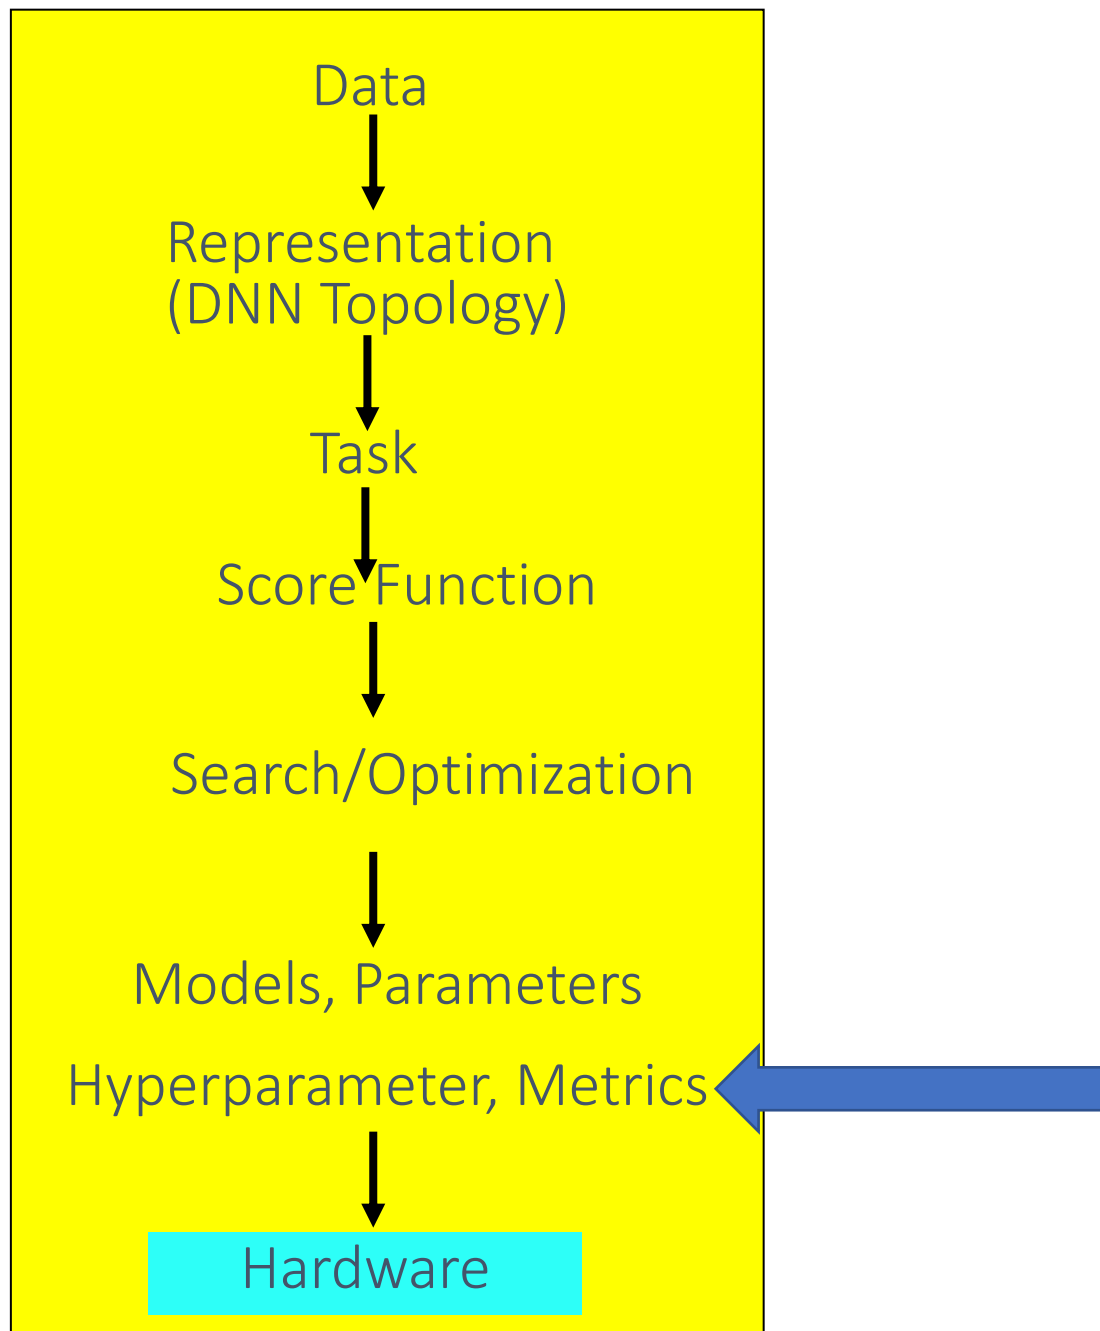 Data
Representation
(DNN Topology)
Task
Score Function
Search/Optimization
Models, Parameters
Hyperparameter, Metrics
Hardware